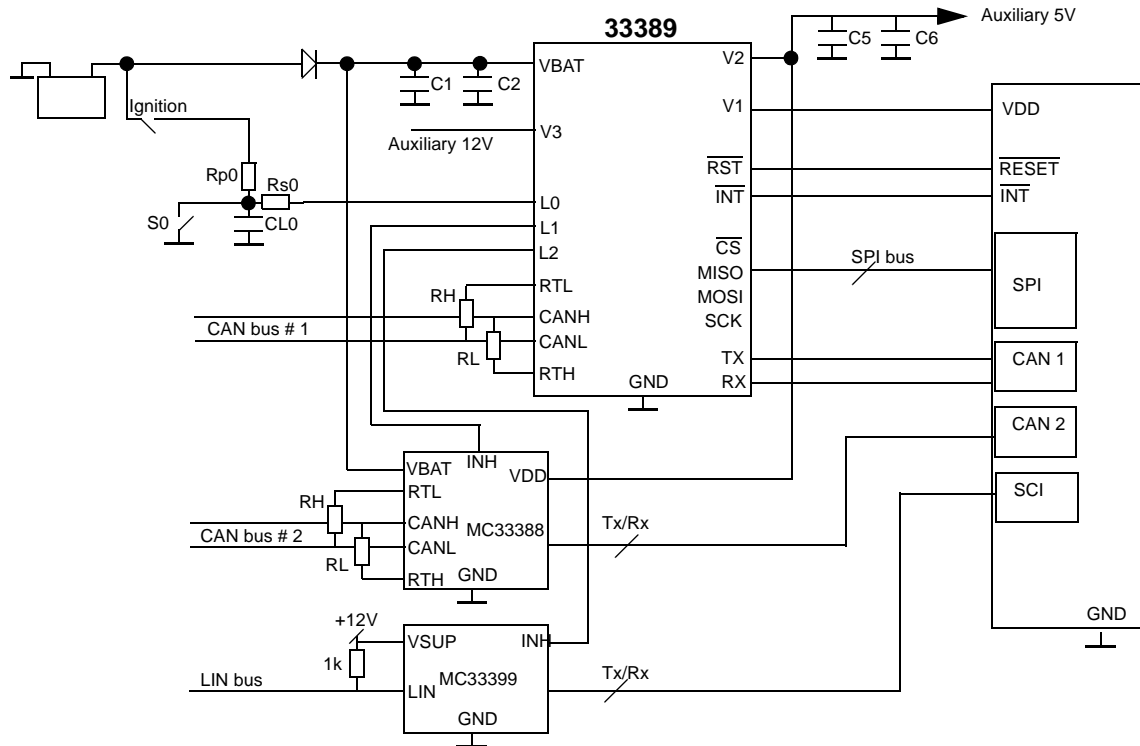 33389
Auxiliary 5V
C5
C6
V2
VBAT
C1
C2
V1
VDD
Ignition
V3
Auxiliary 12V
RST
RESET
Rp0
Rs0
INT
INT
L0
S0
CL0
L1
L2
CS
SPI bus
MISO
SPI
RTL
MOSI
RH
CANH
SCK
CAN bus # 1
CANL
TX
CAN 1
RL
RTH
GND
RX
CAN 2
INH
VBAT
VDD
RTL
SCI
RH
CANH
MC33388
Tx/Rx
CAN bus # 2
CANL
RL
RTH
GND
GND
+12V
VSUP
INH
1k
Tx/Rx
LIN bus
LIN
MC33399
GND